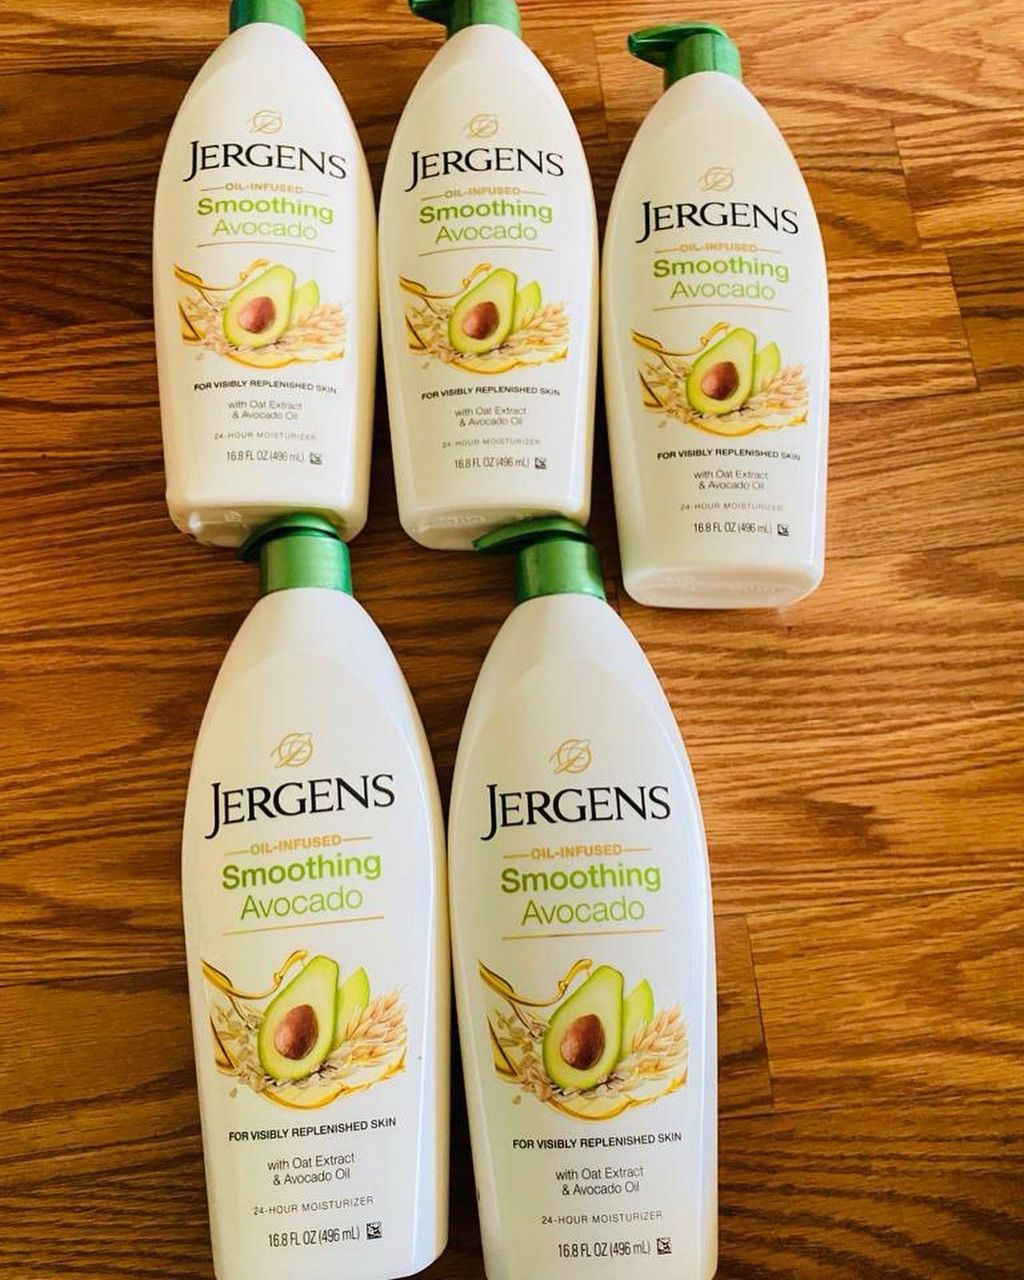 JERGENS
OIL-INFUSED
Smoothing
Avocado
FOR VISIBLY REPLENISHED SKIN
with Oat Extract
& Avocado Oil
24-HOUR MOISTURIZER
16.8 FL OZ (496 mL)
JERGENS
OIL-INFUSED
Smoothing
Avocado
FOR VISIBLY REPLENISHED SKIN
with Oat Extract
& Avocado Oil
24-HOUR MOISTURIZER
16.8 FL OZ (496 mL)
JERGENS
OIL-INFUSED
Smoothing
Avocado
FOR VISIBLY REPLENISHED SKIN
with Oat Extract
& Avocado Oil
24-HOUR MOISTURIZER
16.8 FL OZ (496 mL)
JERGENS
OIL-INFUSED
Smoothing
Avocado
FOR VISIBLY REPLENISHED SKIN
with Oat Extract
& Avocado Oil
24-HOUR MOISTURIZER
16.8 FL OZ (496 mL)
JERGENS
OIL-INFUSED
Smoothing
Avocado
FOR VISIBLY REPLENISHED SKIN
with Oat Extract
& Avocado Oil
24-HOUR MOISTURIZER
16.8 FL OZ (496 mL)